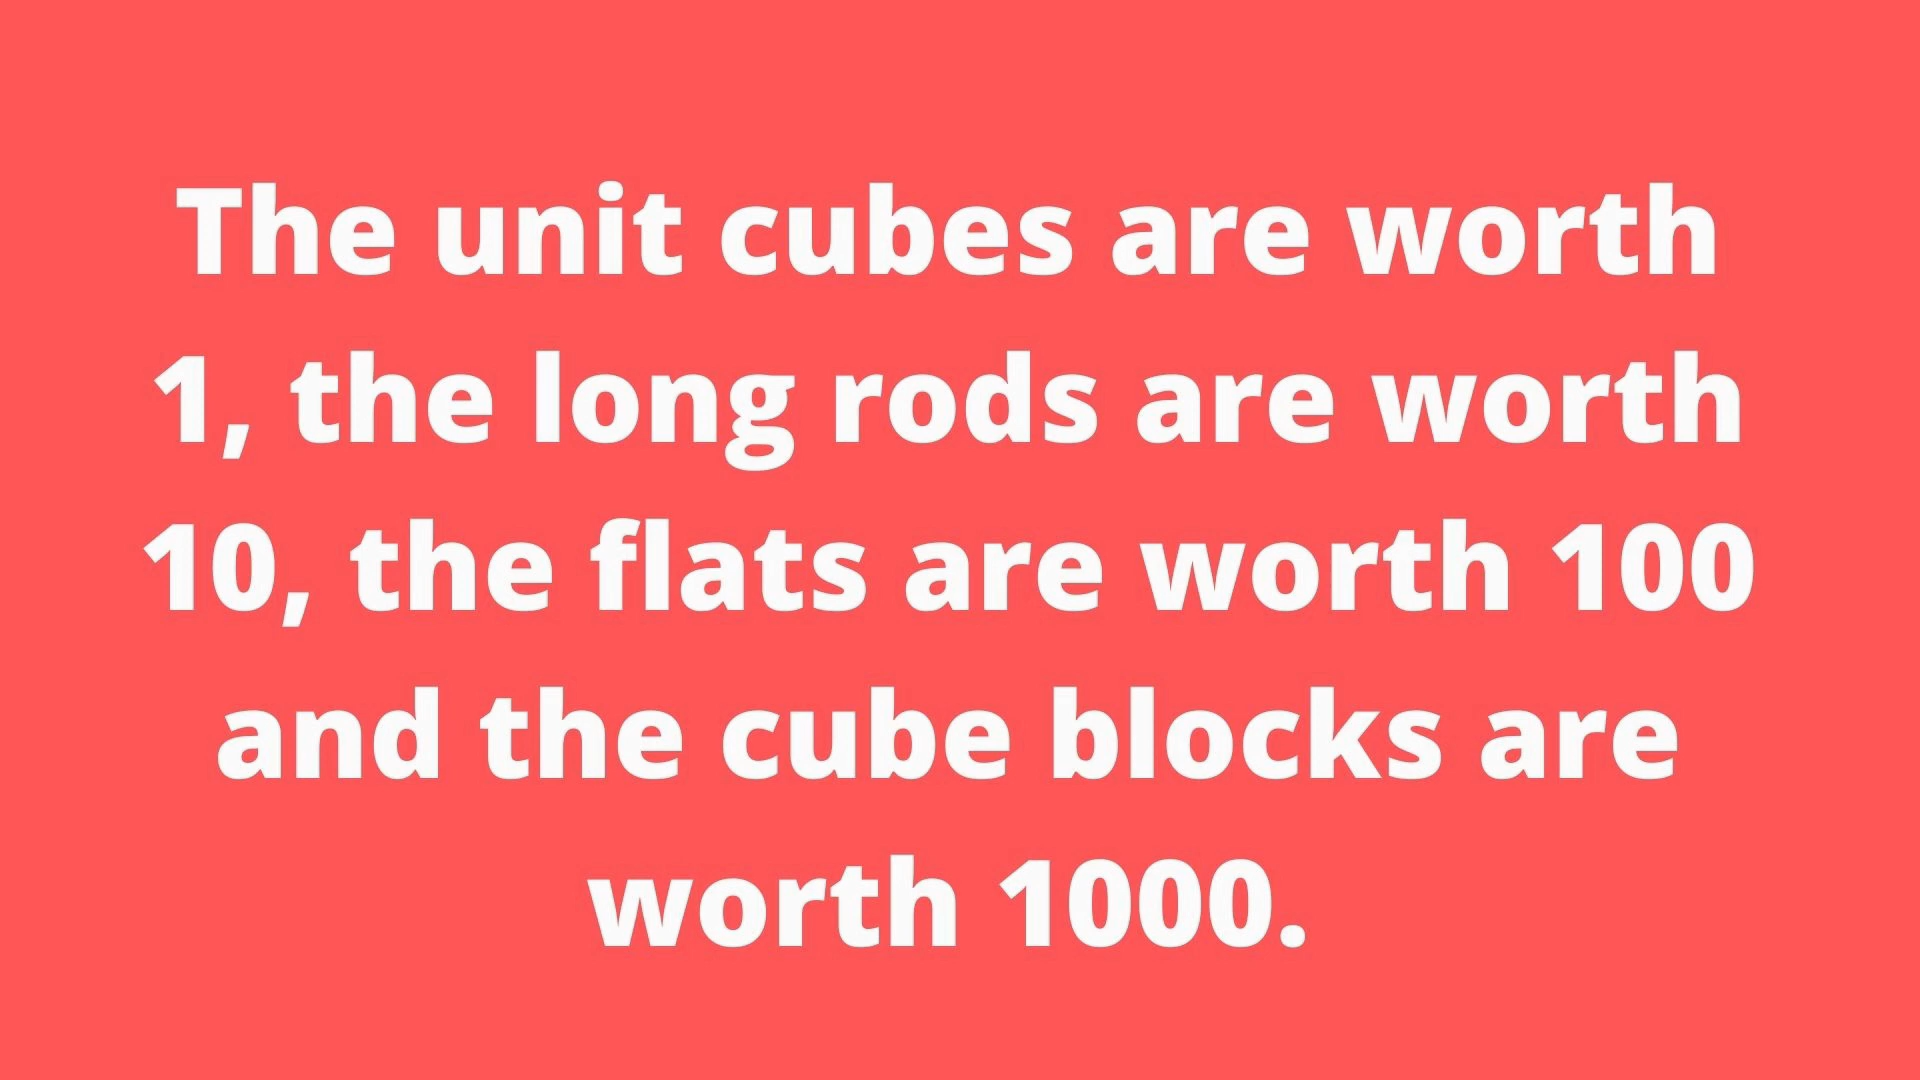 The unit cubes are worth
1, the long rods are worth
10, the flats are worth 100
and the cube blocks are
worth 1000.